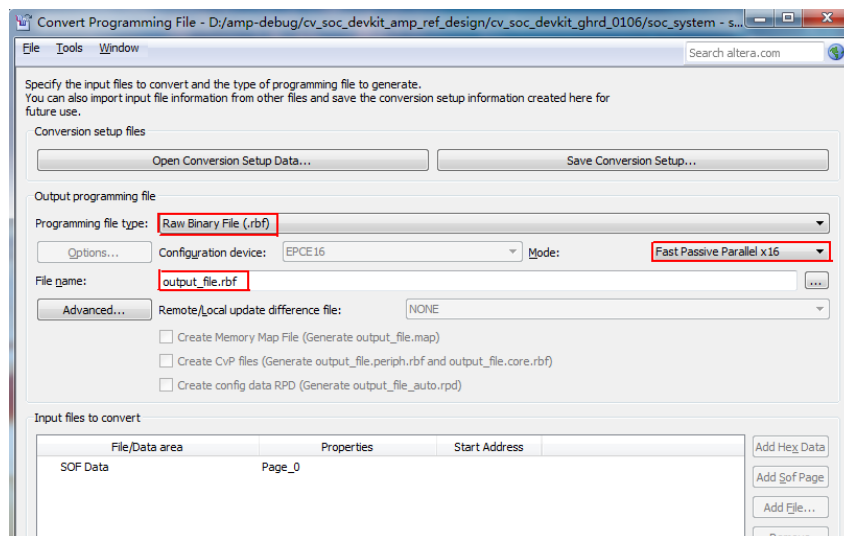 Convert Programming File - D:/amp-debug/cv_soc_devkit_amp_ref_design/cv_soc_devkit_ghrd_0106/soc_system - s...
File Tools Window
Search altera.com
Specify the input files to convert and the type of programming file to generate.
You can also import input file information from other files and save the conversion setup information created here for
future use.
Conversion setup files
Open Conversion Setup Data... Save Conversion Setup...
Output programming file
Programming file type: Raw Binary File (.rbf)
Options... Configuration device: EPCE16 Mode: Fast Passive Parallel x16
File name: output_file.rbf ...
Advanced... Remote/Local update difference file: NONE
Create Memory Map File (Generate output_file.map)
Create CvP files (Generate output_file.periph.rbf and output_file.core.rbf)
Create config data RPD (Generate output_file_auto.rpd)
Input files to convert
File/Data area Properties Start Address Add Hex Data
SOF Data Page_0
Add Sof Page
Add File...